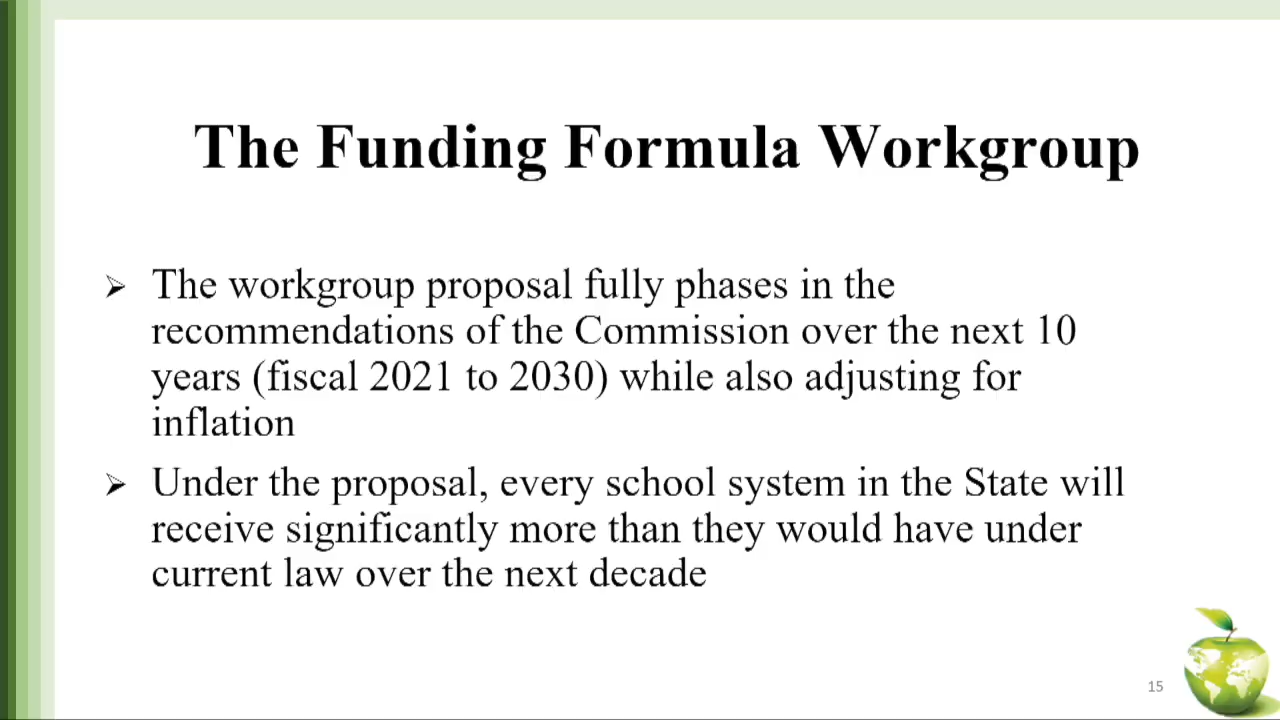 The Funding Formula Workgroup
➢ The workgroup proposal fully phases in the
recommendations of the Commission over the next 10
years (fiscal 2021 to 2030) while also adjusting for
inflation
➢ Under the proposal, every school system in the State will
receive significantly more than they would have under
current law over the next decade
15